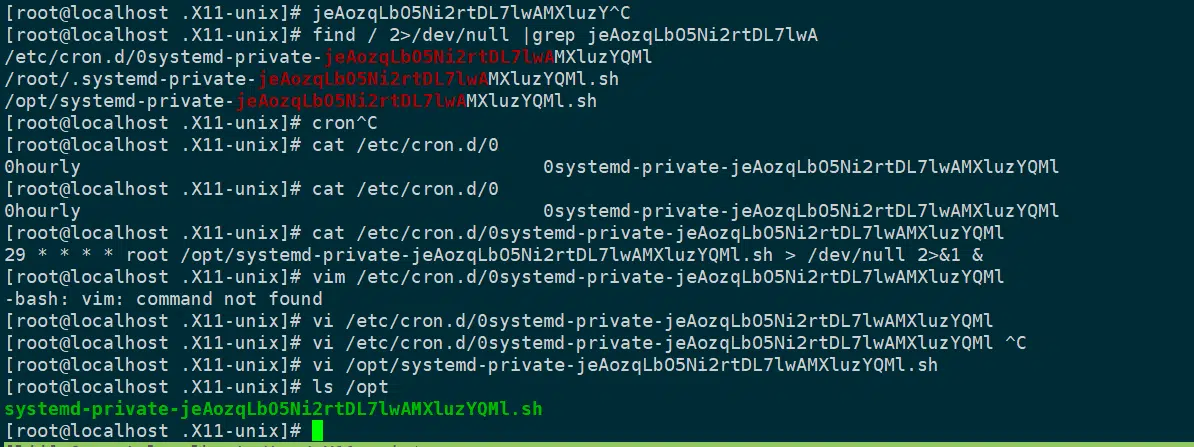 [root@localhost .X11-unix]# jeAozqLbO5Ni2rtDL7lwAMXluzY^C
[root@localhost .X11-unix]# find / 2>/dev/null |grep jeAozqLbO5Ni2rtDL7lwA
/etc/cron.d/0systemd-private-jeAozqLbO5Ni2rtDL7lwAMXluzYQMl
/root/.systemd-private-jeAozqLbO5Ni2rtDL7lwAMXluzYQMl.sh
/opt/systemd-private-jeAozqLbO5Ni2rtDL7lwAMXluzYQMl.sh
[root@localhost .X11-unix]# cron^C
[root@localhost .X11-unix]# cat /etc/cron.d/0
0hourly                                          0systemd-private-jeAozqLbO5Ni2rtDL7lwAMXluzYQMl
[root@localhost .X11-unix]# cat /etc/cron.d/0
0hourly                                          0systemd-private-jeAozqLbO5Ni2rtDL7lwAMXluzYQMl
[root@localhost .X11-unix]# cat /etc/cron.d/0systemd-private-jeAozqLbO5Ni2rtDL7lwAMXluzYQMl
29 * * * * root /opt/systemd-private-jeAozqLbO5Ni2rtDL7lwAMXluzYQMl.sh > /dev/null 2>&1 &
[root@localhost .X11-unix]# vim /etc/cron.d/0systemd-private-jeAozqLbO5Ni2rtDL7lwAMXluzYQMl
-bash: vim: command not found
[root@localhost .X11-unix]# vi /etc/cron.d/0systemd-private-jeAozqLbO5Ni2rtDL7lwAMXluzYQMl
[root@localhost .X11-unix]# vi /etc/cron.d/0systemd-private-jeAozqLbO5Ni2rtDL7lwAMXluzYQMl ^C
[root@localhost .X11-unix]# vi /opt/systemd-private-jeAozqLbO5Ni2rtDL7lwAMXluzYQMl.sh
[root@localhost .X11-unix]# ls /opt
systemd-private-jeAozqLbO5Ni2rtDL7lwAMXluzYQMl.sh
[root@localhost .X11-unix]#